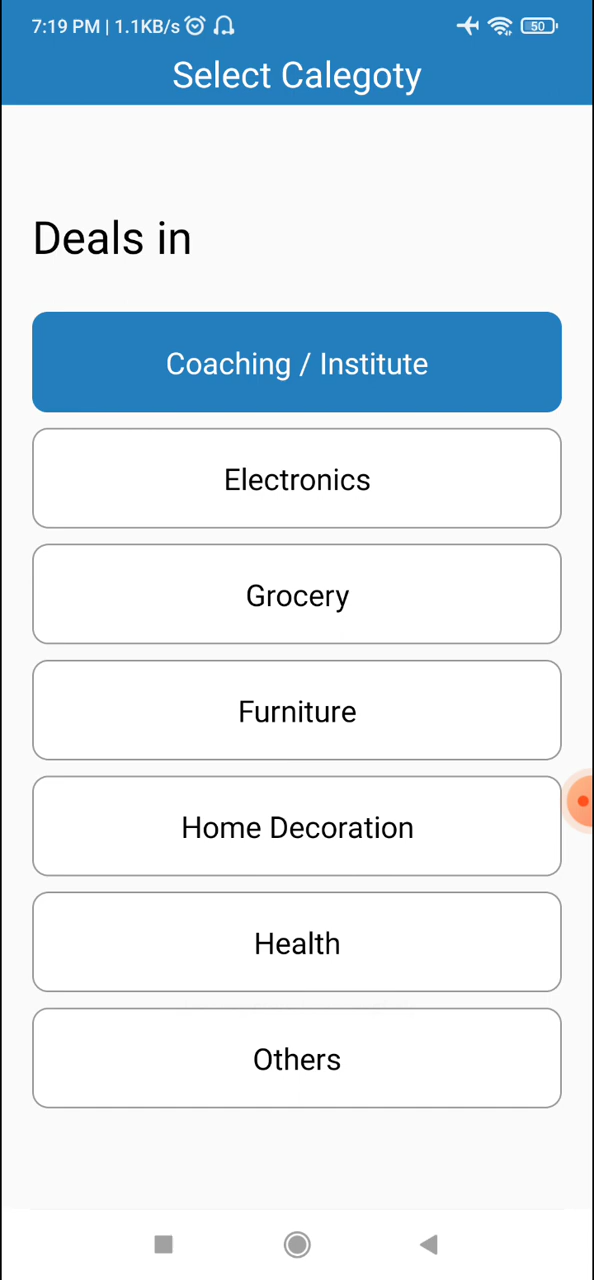 7:19 PM | 1.1KB/s
50
Select Calegoty
Deals in
Coaching / Institute
Electronics
Grocery
Furniture
Home Decoration
Health
Others